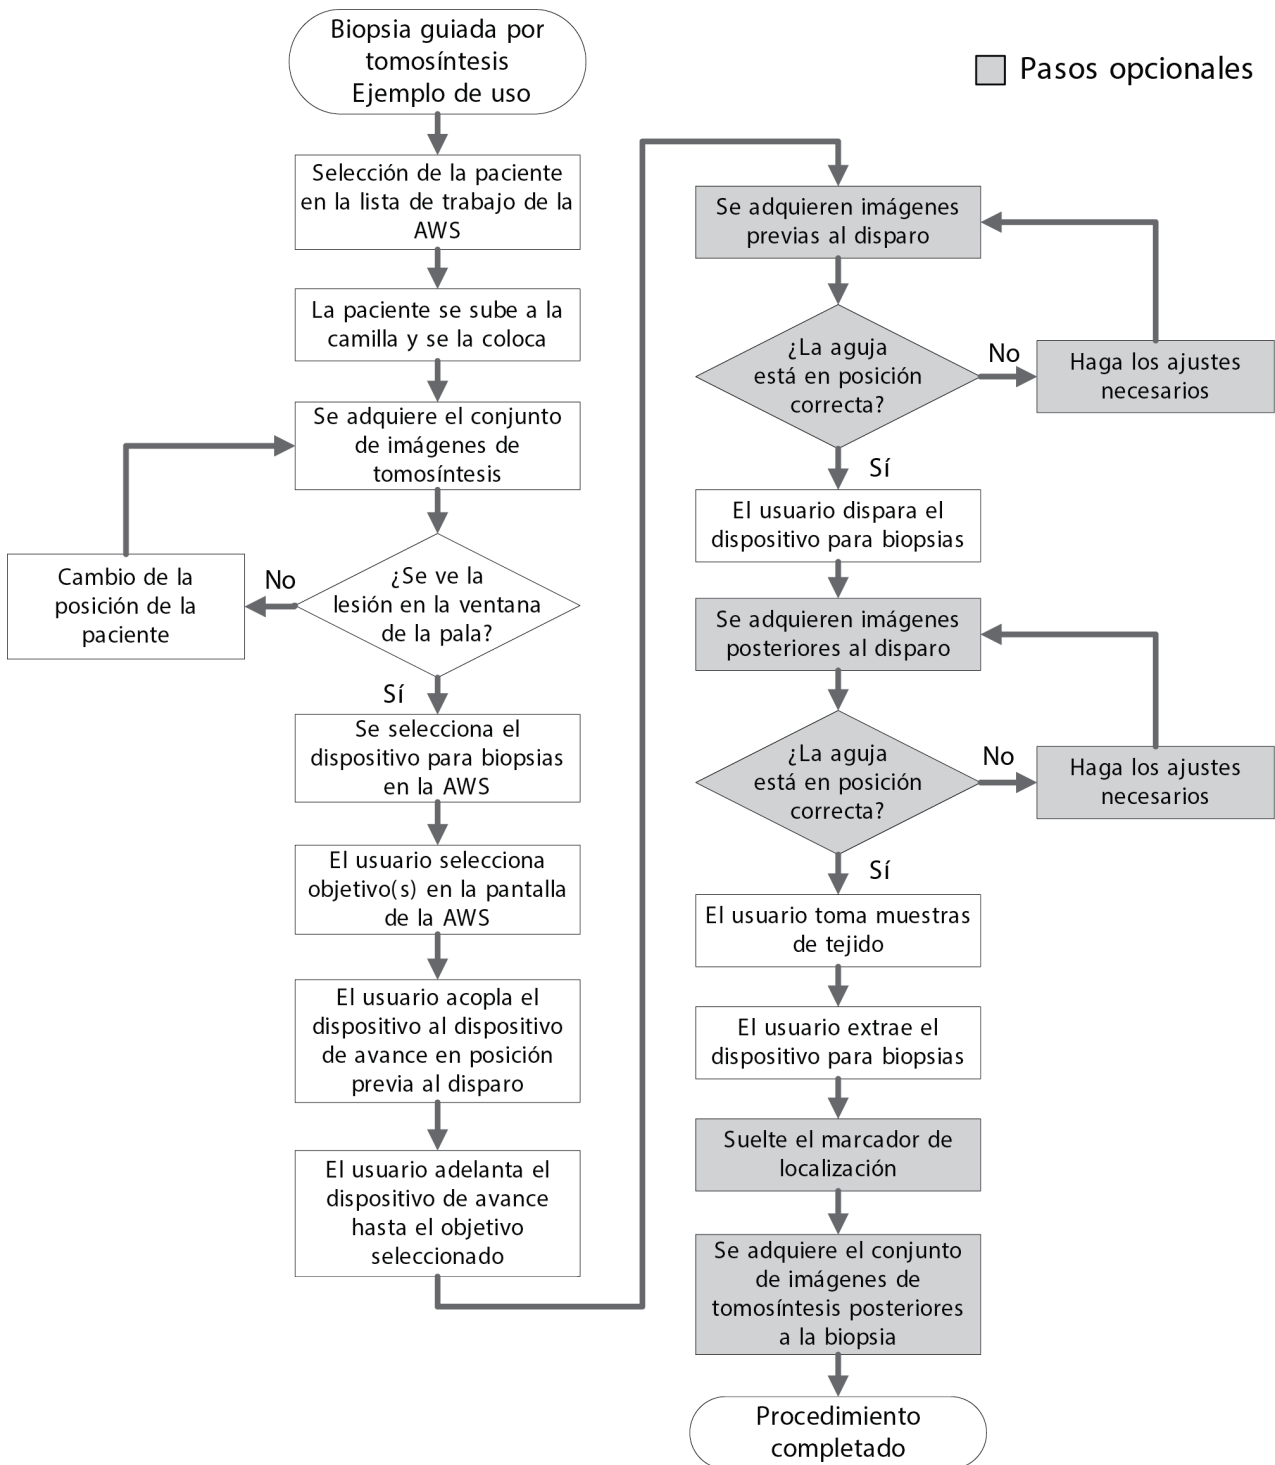 Biopsia guiada por
tomosíntesis
Ejemplo de uso
Pasos opcionales
Selección de la paciente
en la lista de trabajo de la
AWS
La paciente se sube a la
camilla y se la coloca
Se adquiere el conjunto
de imágenes de
tomosíntesis
¿Se ve la
lesión en la ventana
de la pala?
No
Cambio de la
posición de la
paciente
Sí
Se selecciona el
dispositivo para biopsias
en la AWS
El usuario selecciona
objetivo(s) en la pantalla
de la AWS
El usuario acopla el
dispositivo al dispositivo
de avance en posición
previa al disparo
El usuario adelanta el
dispositivo de avance
hasta el objetivo
seleccionado
Se adquieren imágenes
previas al disparo
¿La aguja
está en posición
correcta?
No
Haga los ajustes
necesarios
Sí
El usuario dispara el
dispositivo para biopsias
Se adquieren imágenes
posteriores al disparo
¿La aguja
está en posición
correcta?
No
Haga los ajustes
necesarios
Sí
El usuario toma muestras
de tejido
El usuario extrae el
dispositivo para biopsias
Suelte el marcador de
localización
Se adquiere el conjunto
de imágenes de
tomosíntesis posteriores
a la biopsia
Procedimiento
completado